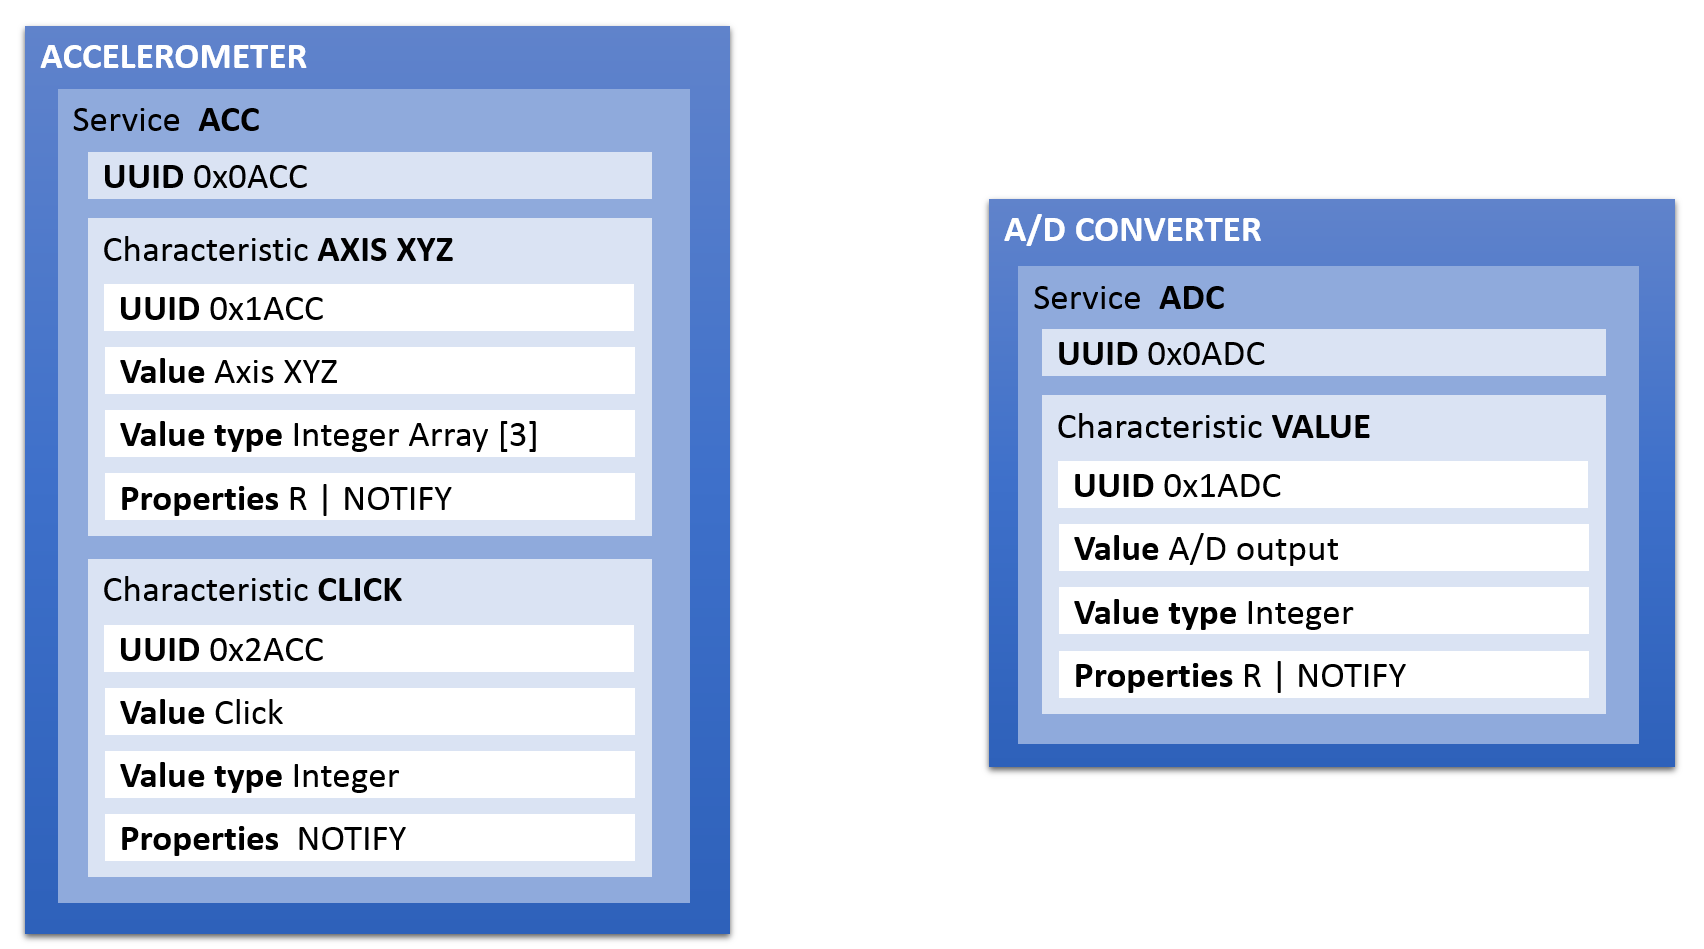 ACCELEROMETER
Service ACC
UUID 0x0ACC
Characteristic AXIS XYZ
UUID 0x1ACC
Value Axis XYZ
Value type Integer Array [3]
Properties R | NOTIFY
Characteristic CLICK
UUID 0x2ACC
Value Click
Value type Integer
Properties NOTIFY
A/D CONVERTER
Service ADC
UUID 0x0ADC
Characteristic VALUE
UUID 0x1ADC
Value A/D output
Value type Integer
Properties R | NOTIFY